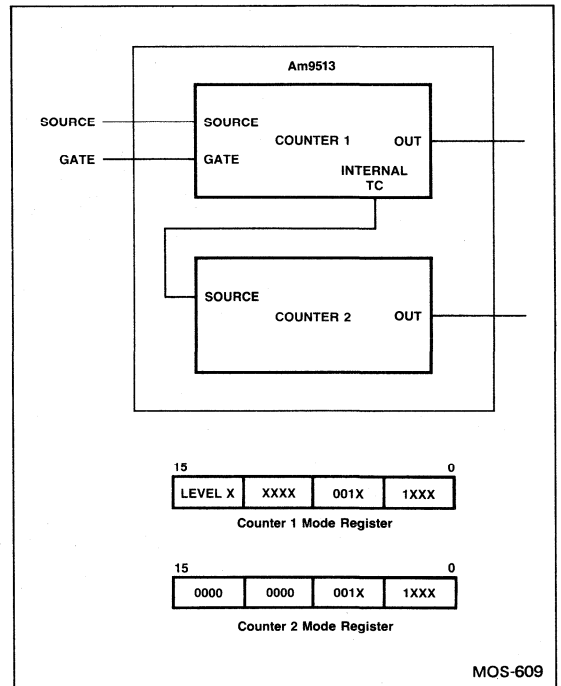 Am9513
SOURCE
SOURCE
COUNTER 1
OUT
GATE
GATE
INTERNAL
TC
SOURCE
COUNTER 2
OUT
15 0
LEVEL X XXXX 001X 1XXX
Counter 1 Mode Register
15 0
0000 0000 001X 1XXX
Counter 2 Mode Register
MOS-609